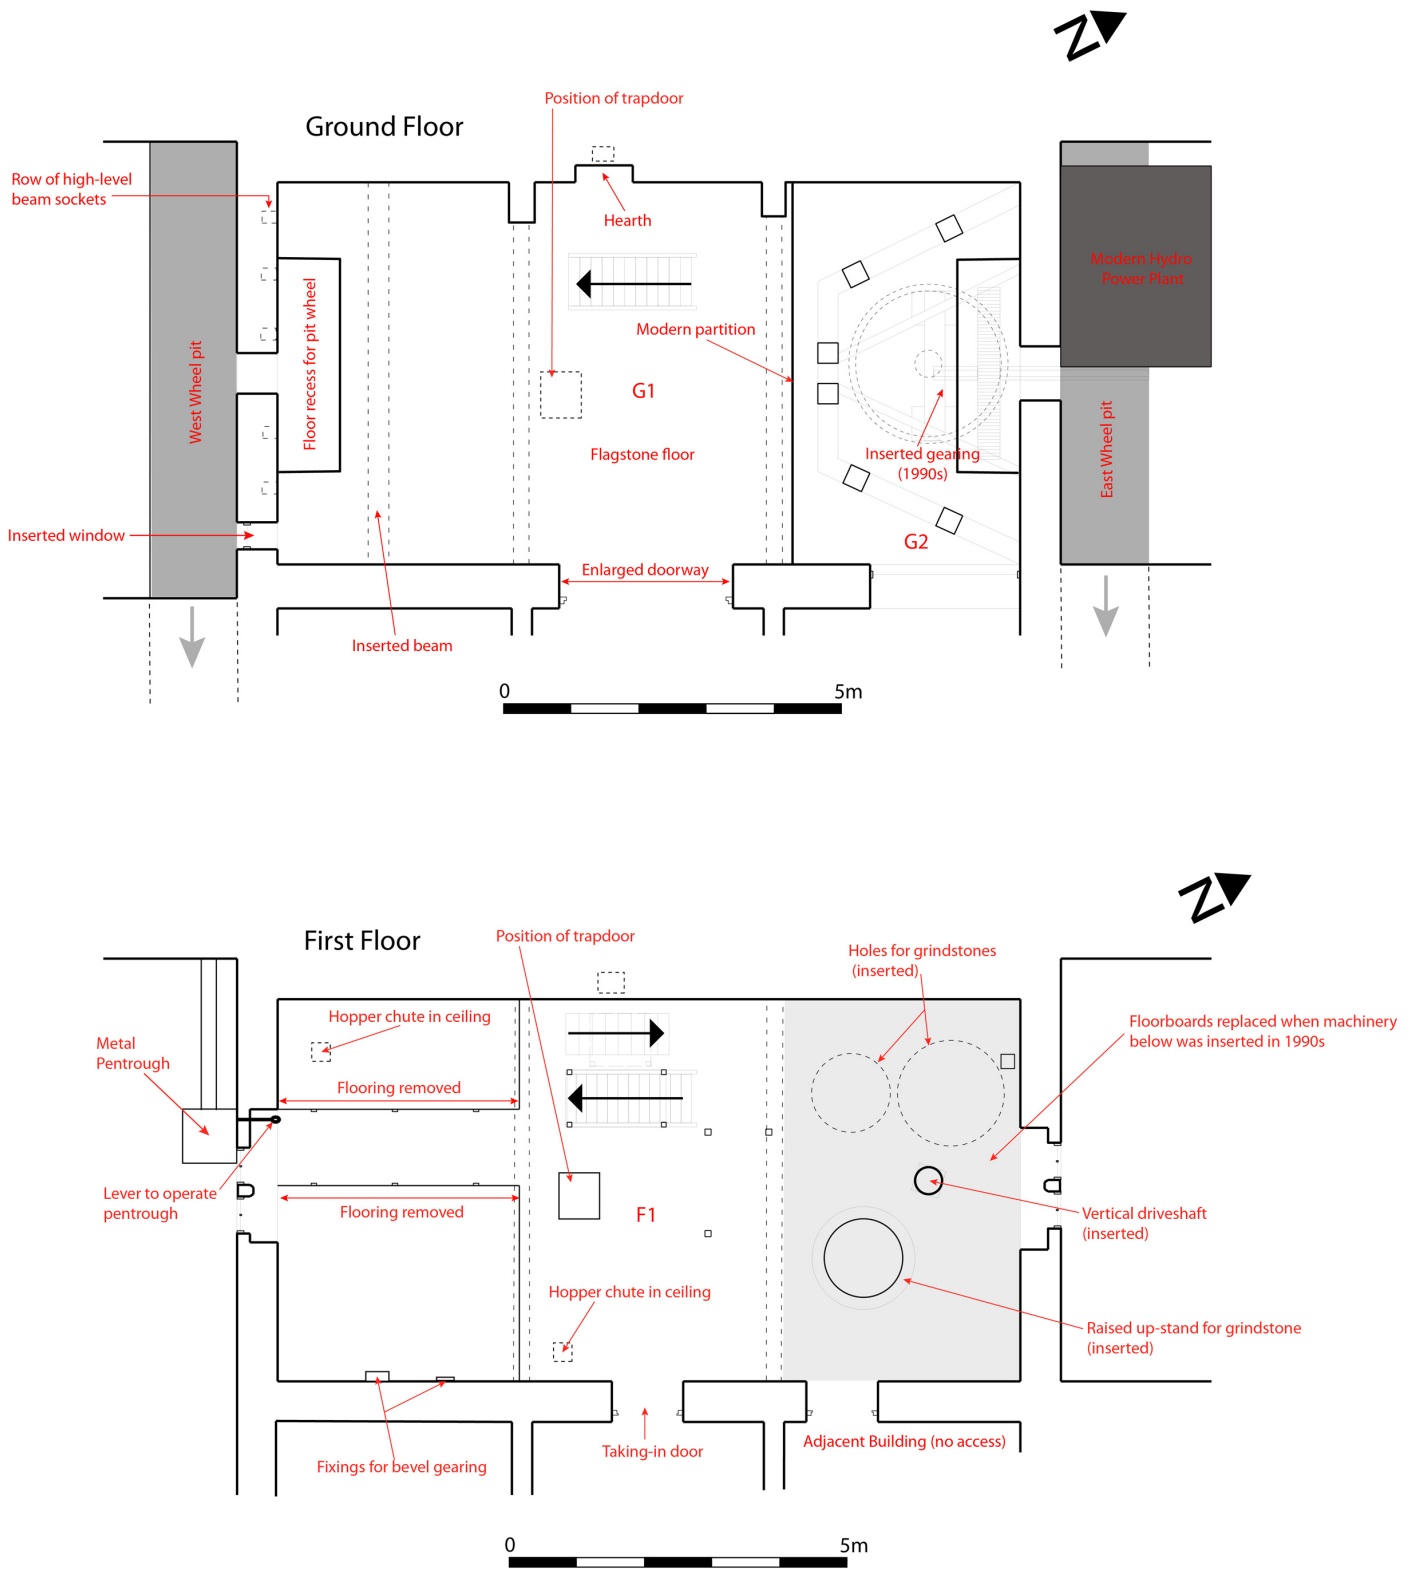 N
Ground Floor
Position of trapdoor
Row of high-level
beam sockets
Hearth
Modern Hydro
Power Plant
West Wheel pit
Floor recess for pit wheel
Modern partition
G1
Flagstone floor
Inserted gearing
(1990s)
East Wheel pit
Inserted window
G2
Enlarged doorway
Inserted beam
0
5m
N
First Floor
Position of trapdoor
Holes for grindstones
(inserted)
Hopper chute in ceiling
Floorboards replaced when machinery
below was inserted in 1990s
Metal
Pentrough
Flooring removed
Lever to operate
pentrough
Flooring removed
F1
Vertical driveshaft
(inserted)
Hopper chute in ceiling
Raised up-stand for grindstone
(inserted)
Taking-in door
Adjacent Building (no access)
Fixings for bevel gearing
0
5m